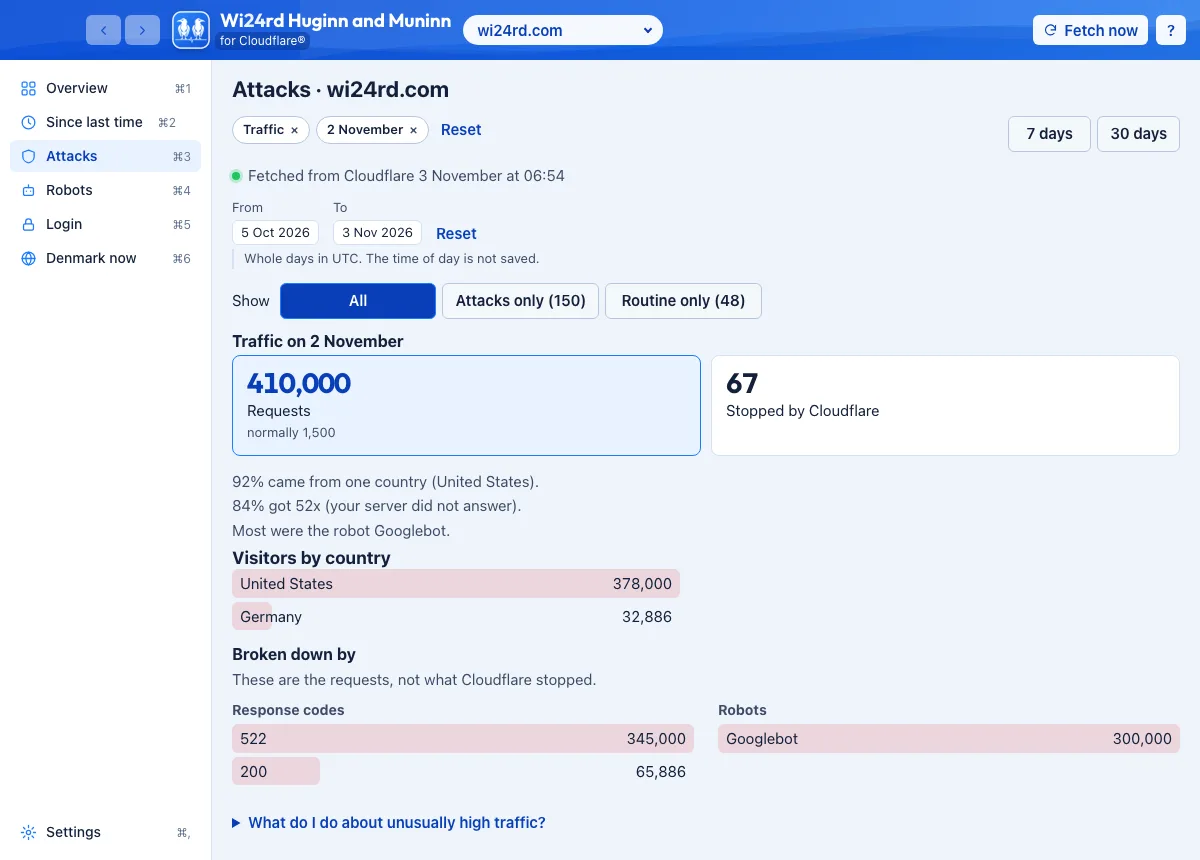 Wi24rd Huginn and Muninn
for Cloudflare®
wi24rd.com
Fetch now
?
Overview ⌘1
Since last time ⌘2
Attacks ⌘3
Robots ⌘4
Login ⌘5
Denmark now ⌘6
Settings ⌘,
Attacks · wi24rd.com
Traffic × 2 November × Reset
7 days 30 days
Fetched from Cloudflare 3 November at 06:54
From To
5 Oct 2026 3 Nov 2026 Reset
Whole days in UTC. The time of day is not saved.
Show All Attacks only (150) Routine only (48)
Traffic on 2 November
410,000
Requests
normally 1,500
67
Stopped by Cloudflare
92% came from one country (United States).
84% got 52x (your server did not answer).
Most were the robot Googlebot.
Visitors by country
United States 378,000
Germany 32,886
Broken down by
These are the requests, not what Cloudflare stopped.
Response codes
522 345,000
200 65,886
Robots
Googlebot 300,000
What do I do about unusually high traffic?